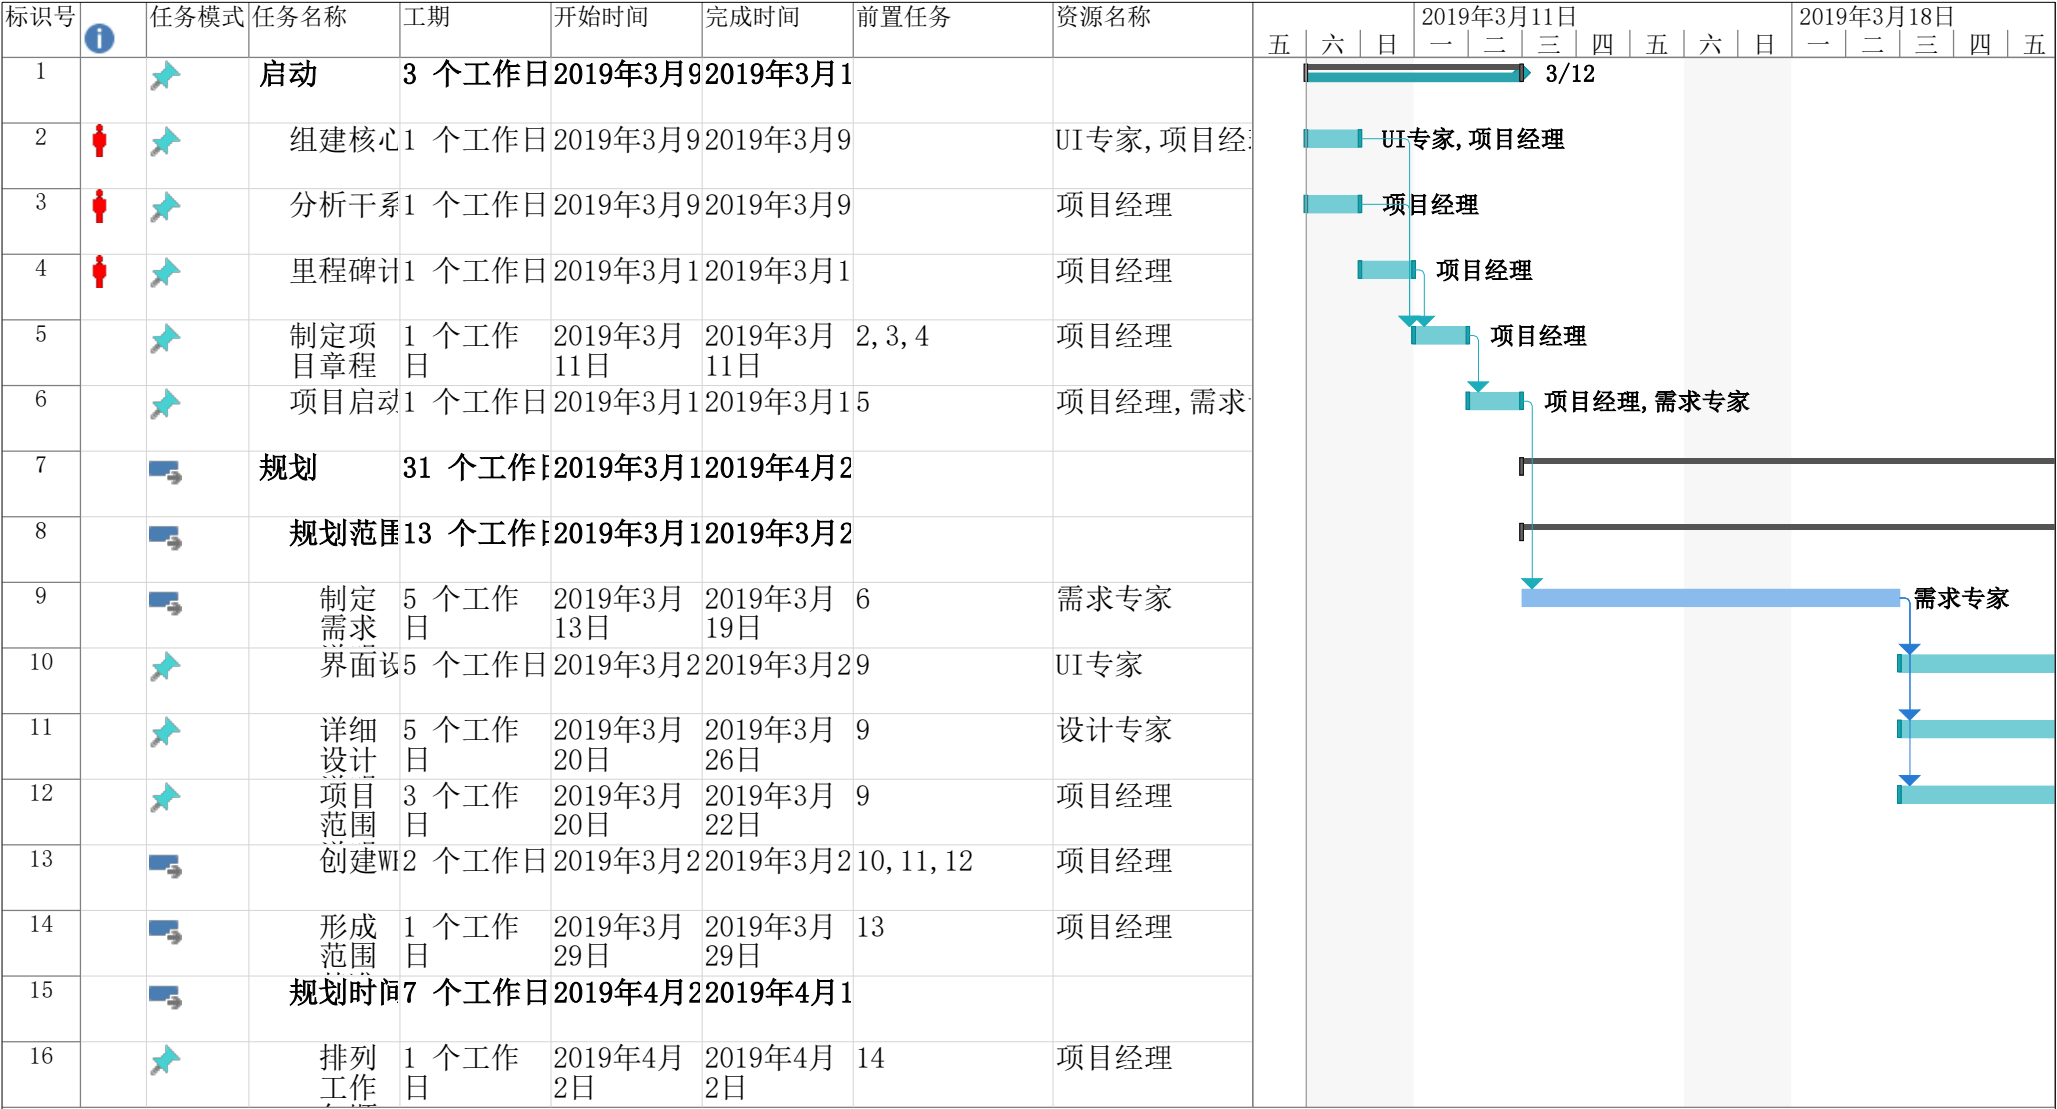 标识号 任务模式 任务名称 工期 开始时间 完成时间 前置任务 资源名称 2019年3月11日 2019年3月18日
五 六 日 一 二 三 四 五 六 日 一 二 三 四 五
1 启动 3 个工作日 2019年3月9 2019年3月1 3/12
2 组建核心 1 个工作日 2019年3月9 2019年3月9 UI专家,项目经 UI专家,项目经理
3 分析干系 1 个工作日 2019年3月9 2019年3月9 项目经理 项目经理
4 里程碑计 1 个工作日 2019年3月1 2019年3月1 项目经理 项目经理
5 制定项 1 个工作 2019年3月 2019年3月 2,3,4 项目经理 项目经理
目章程 日 11日 11日
6 项目启动 1 个工作日 2019年3月1 2019年3月1 5 项目经理,需求 项目经理,需求专家
7 规划 31 个工作日 2019年3月1 2019年4月2
8 规划范围 13 个工作日 2019年3月1 2019年3月2
9 制定 5 个工作 2019年3月 2019年3月 6 需求专家 需求专家
需求 日 13日 19日
10 界面设 5 个工作日 2019年3月2 2019年3月2 9 UI专家
11 详细 5 个工作 2019年3月 2019年3月 9 设计专家
设计 日 20日 26日
12 项目 3 个工作 2019年3月 2019年3月 9 项目经理
范围 日 20日 22日
13 创建W 2 个工作日 2019年3月2 2019年3月2 10,11,12 项目经理
14 形成 1 个工作 2019年3月 2019年3月 13 项目经理
范围 日 29日 29日
15 规划时间 7 个工作日 2019年4月2 2019年4月1
16 排列 1 个工作 2019年4月 2019年4月 14 项目经理
工作 日 2日 2日